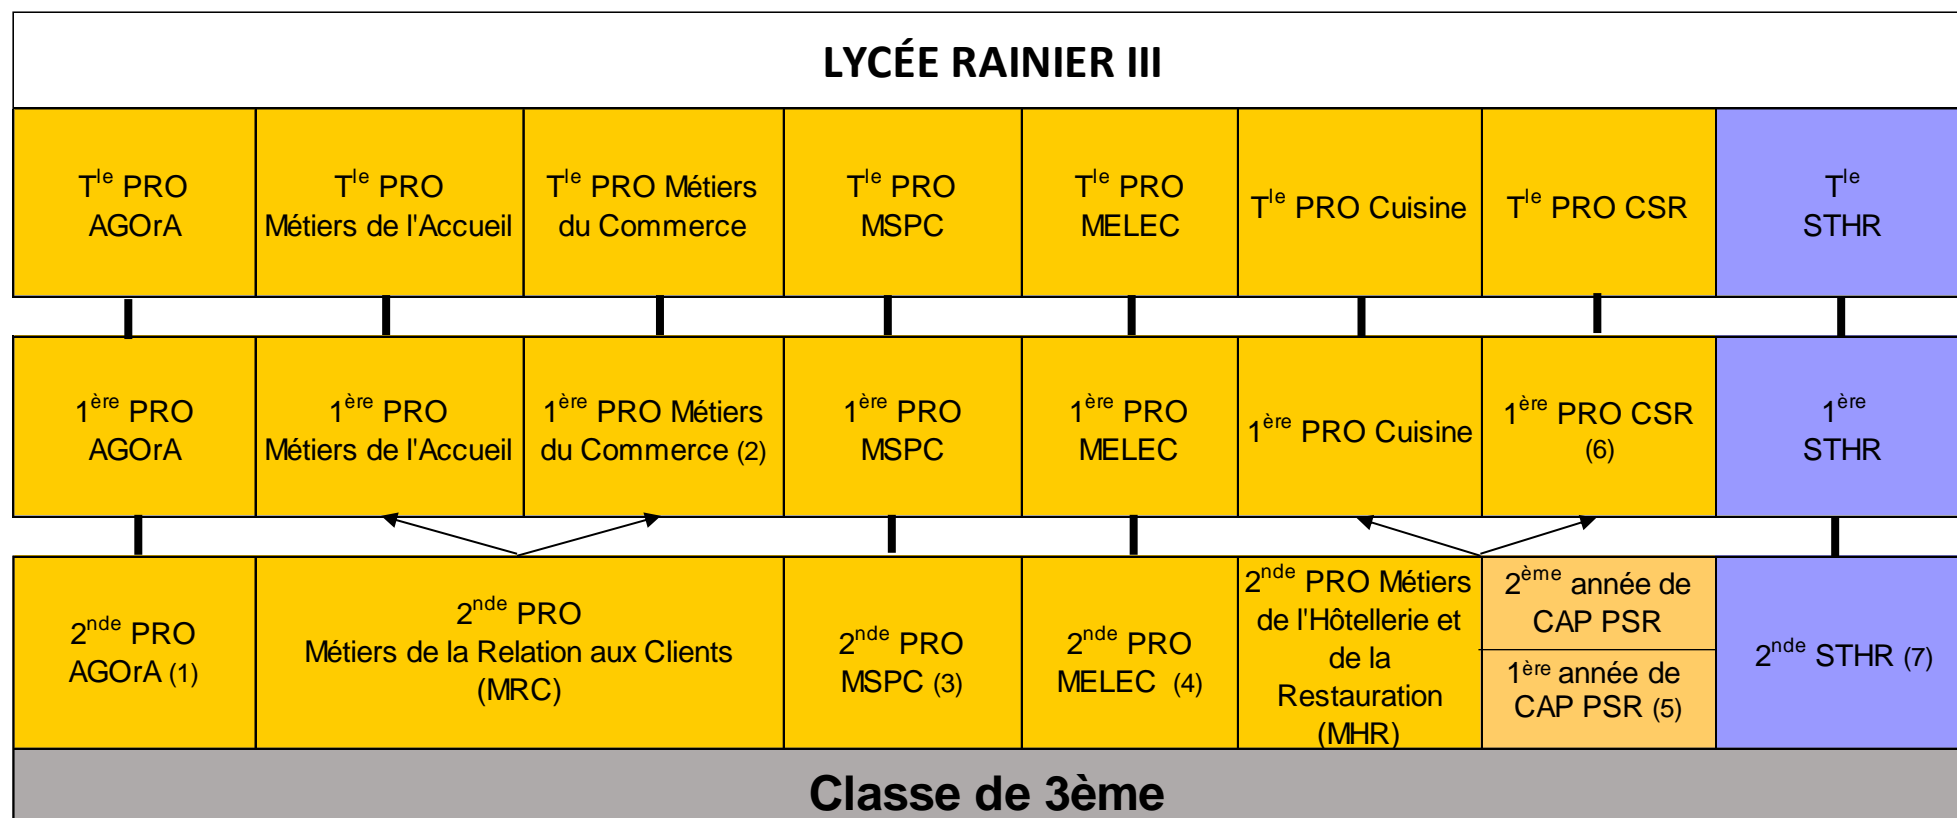 LYCÉE RAINIER III
Tle PRO
AGOrA
Tle PRO
Métiers de l'Accueil
Tle PRO Métiers
du Commerce
Tle PRO
MSPC
Tle PRO
MELEC
Tle PRO Cuisine
Tle PRO CSR
Tle
STHR
1ère PRO
AGOrA
1ère PRO
Métiers de l'Accueil
1ère PRO Métiers
du Commerce (2)
1ère PRO
MSPC
1ère PRO
MELEC
1ère PRO Cuisine
1ère PRO CSR
(6)
1ère
STHR
2nde PRO
AGOrA (1)
2nde PRO
Métiers de la Relation aux Clients
(MRC)
2nde PRO
MSPC (3)
2nde PRO
MELEC (4)
2nde PRO Métiers
de l'Hôtellerie et
de la
Restauration
(MHR)
2ème année de
CAP PSR
1ère année de
CAP PSR (5)
2nde STHR (7)
Classe de 3ème